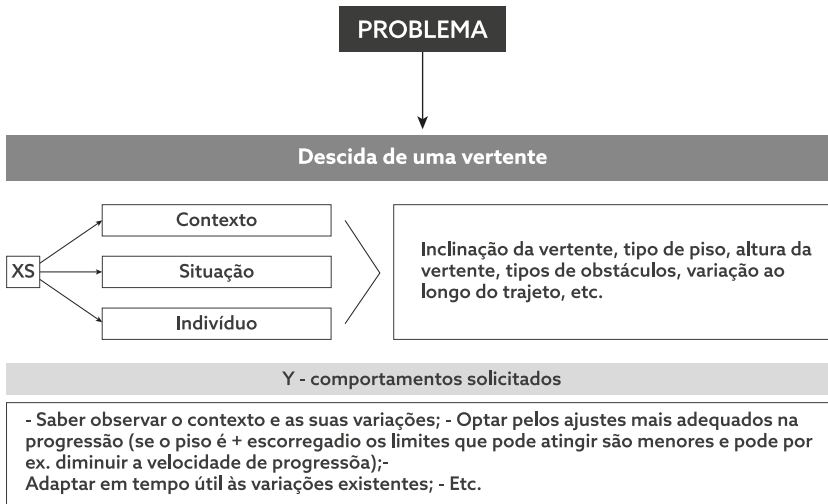 PROBLEMA
Descida de uma vertente
XS
Contexto
Situação
Indivíduo
Inclinação da vertente, tipo de piso, altura da
vertente, tipos de obstáculos, variação ao
longo do trajeto, etc.
Y - comportamentos solicitados
- Saber observar o contexto e as suas variações; - Optar pelos ajustes mais adequados na
progressão (se o piso é + escorregadio os limites que pode atingir são menores e pode por
ex. diminuir a velocidade de progressõa);-
Adaptar em tempo útil às variações existentes; - Etc.